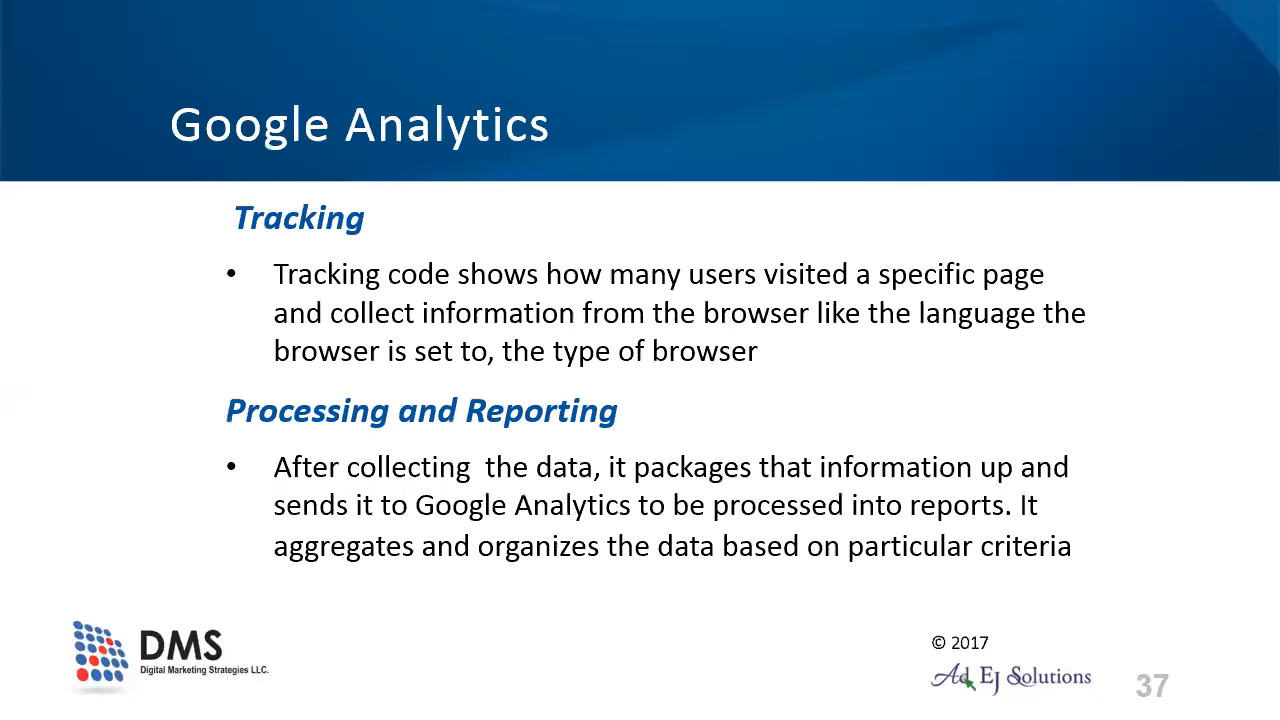 Google Analytics
Tracking
• Tracking code shows how many users visited a specific page
and collect information from the browser like the language the
browser is set to, the type of browser
Processing and Reporting
• After collecting  the data, it packages that information up and
sends it to Google Analytics to be processed into reports. It
aggregates and organizes the data based on particular criteria
DMS
Digital Marketing Strategies LLC.
© 2017
Ad EJ Solutions
37